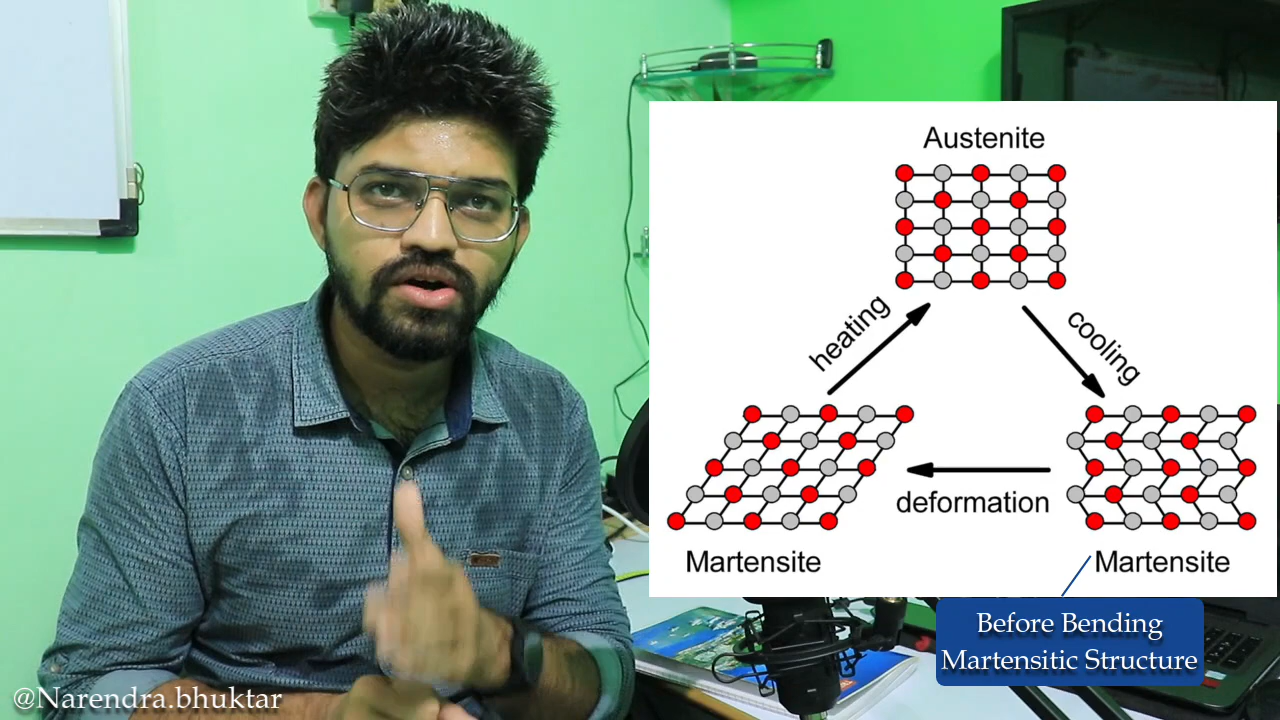 Austenite
heating
cooling
deformation
Martensite
Martensite
Before Bending
Martensitic Structure
@Narendra.bhuktar